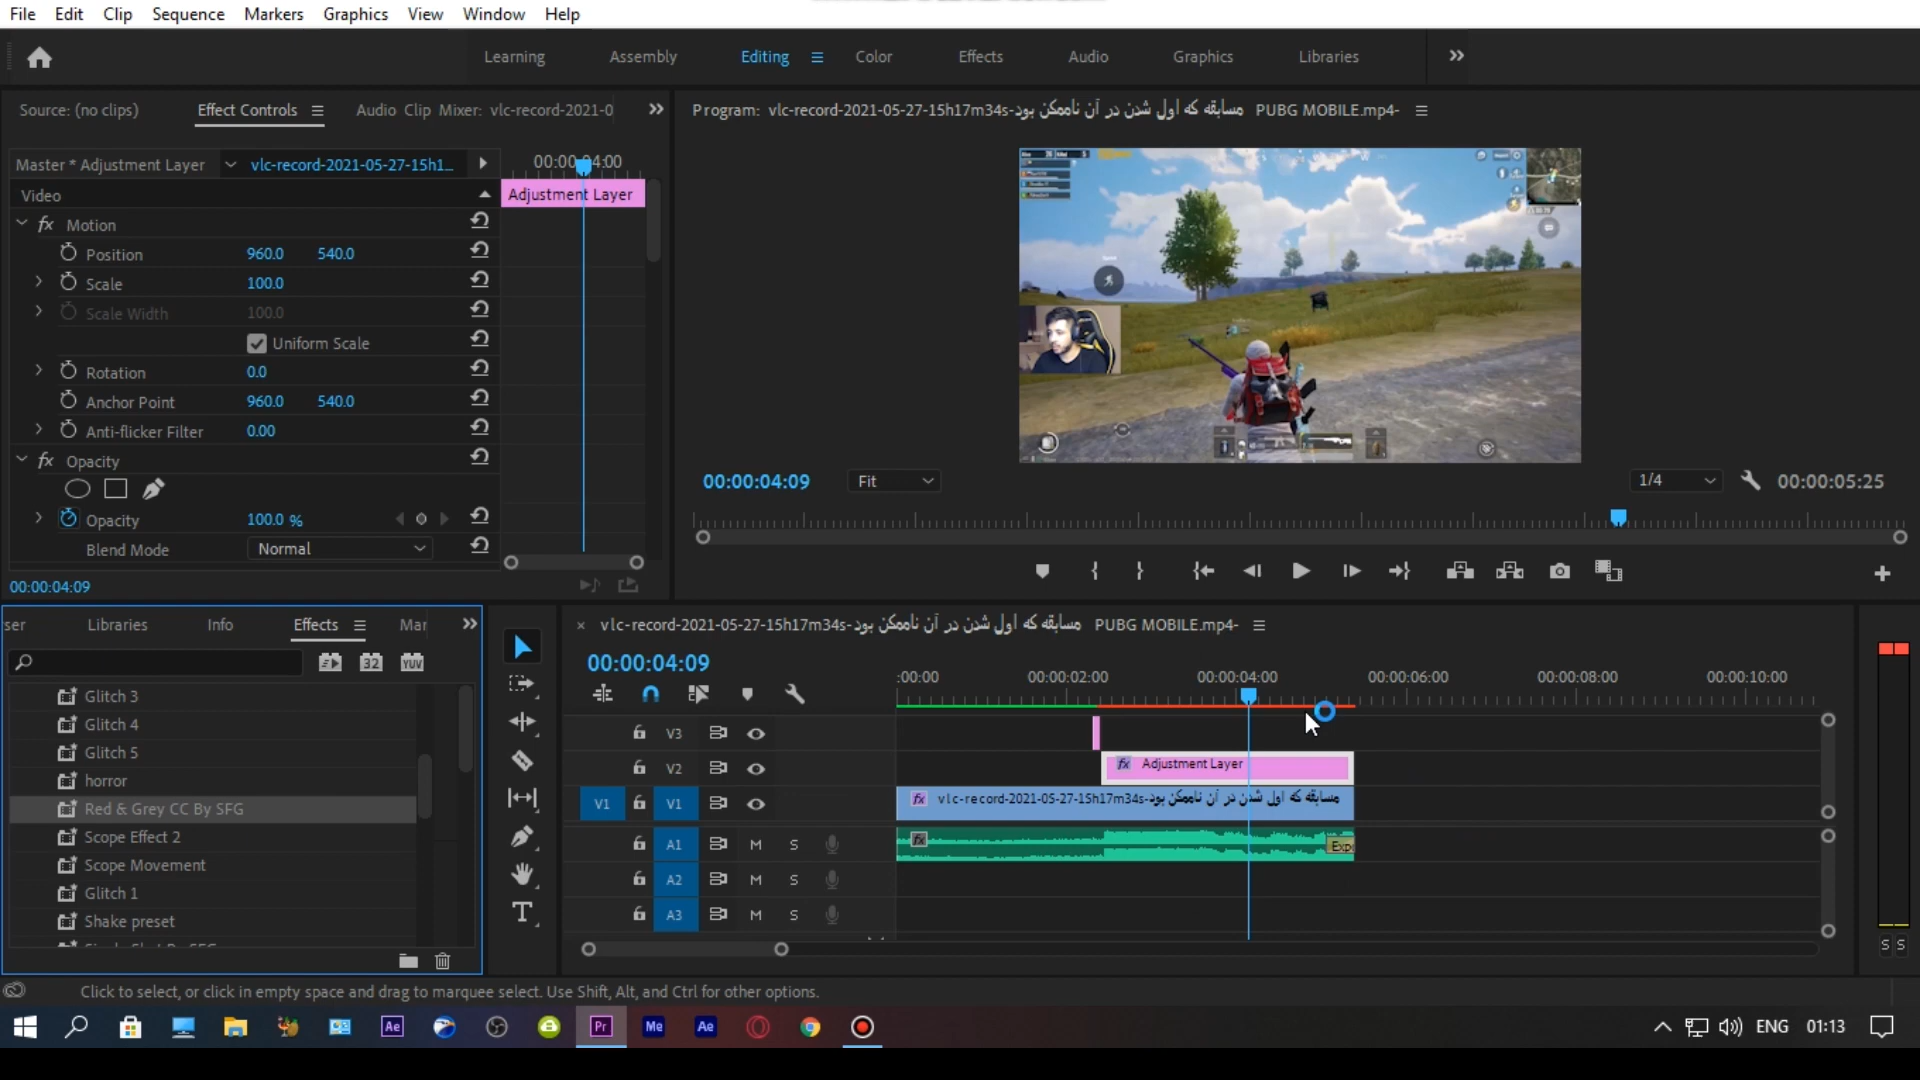 File Edit Clip Sequence Markers Graphics View Window Help
Learning Assembly Editing Color Effects Audio Graphics Libraries
Source: (no clips) Effect Controls Audio Clip Mixer: vlc-record-2021-0
Program: vlc-record-2021-05-27-15h17m34s-مسابقه که اول شدن در آن ناممکن بود PUBG MOBILE.mp4-
Master * Adjustment Layer vlc-record-2021-05-27-15h1...
00:00:04:00
Video
Adjustment Layer
Motion
Position 960.0 540.0
Scale 100.0
Scale Width 100.0
Uniform Scale
Rotation 0.0
Anchor Point 960.0 540.0
Anti-flicker Filter 0.00
fx Opacity
Opacity 100.0 %
Blend Mode Normal
00:00:04:09
00:00:04:09 Fit 1/4 00:00:05:25
ser Libraries Info Effects Mar
32 YUV
Glitch 3
Glitch 4
Glitch 5
horror
Red & Grey CC By SFG
Scope Effect 2
Scope Movement
Glitch 1
Shake preset
× vlc-record-2021-05-27-15h17m34s-مسابقه که اول شدن در آن ناممکن بود PUBG MOBILE.mp4-
00:00:04:09
:00:00 00:00:02:00 00:00:04:00 00:00:06:00 00:00:08:00 00:00:10:00
V3
V2 fx Adjustment Layer
V1 V1 fx vlc-record-2021-05-27-15h17m34s-مسابقه که اول شدن در آن ناممکن بود
A1 M S fx Expo
A2 M S
A3 M S
S S
Click to select, or click in empty space and drag to marquee select. Use Shift, Alt, and Ctrl for other options.
Ae Pr Me Ae ENG 01:13